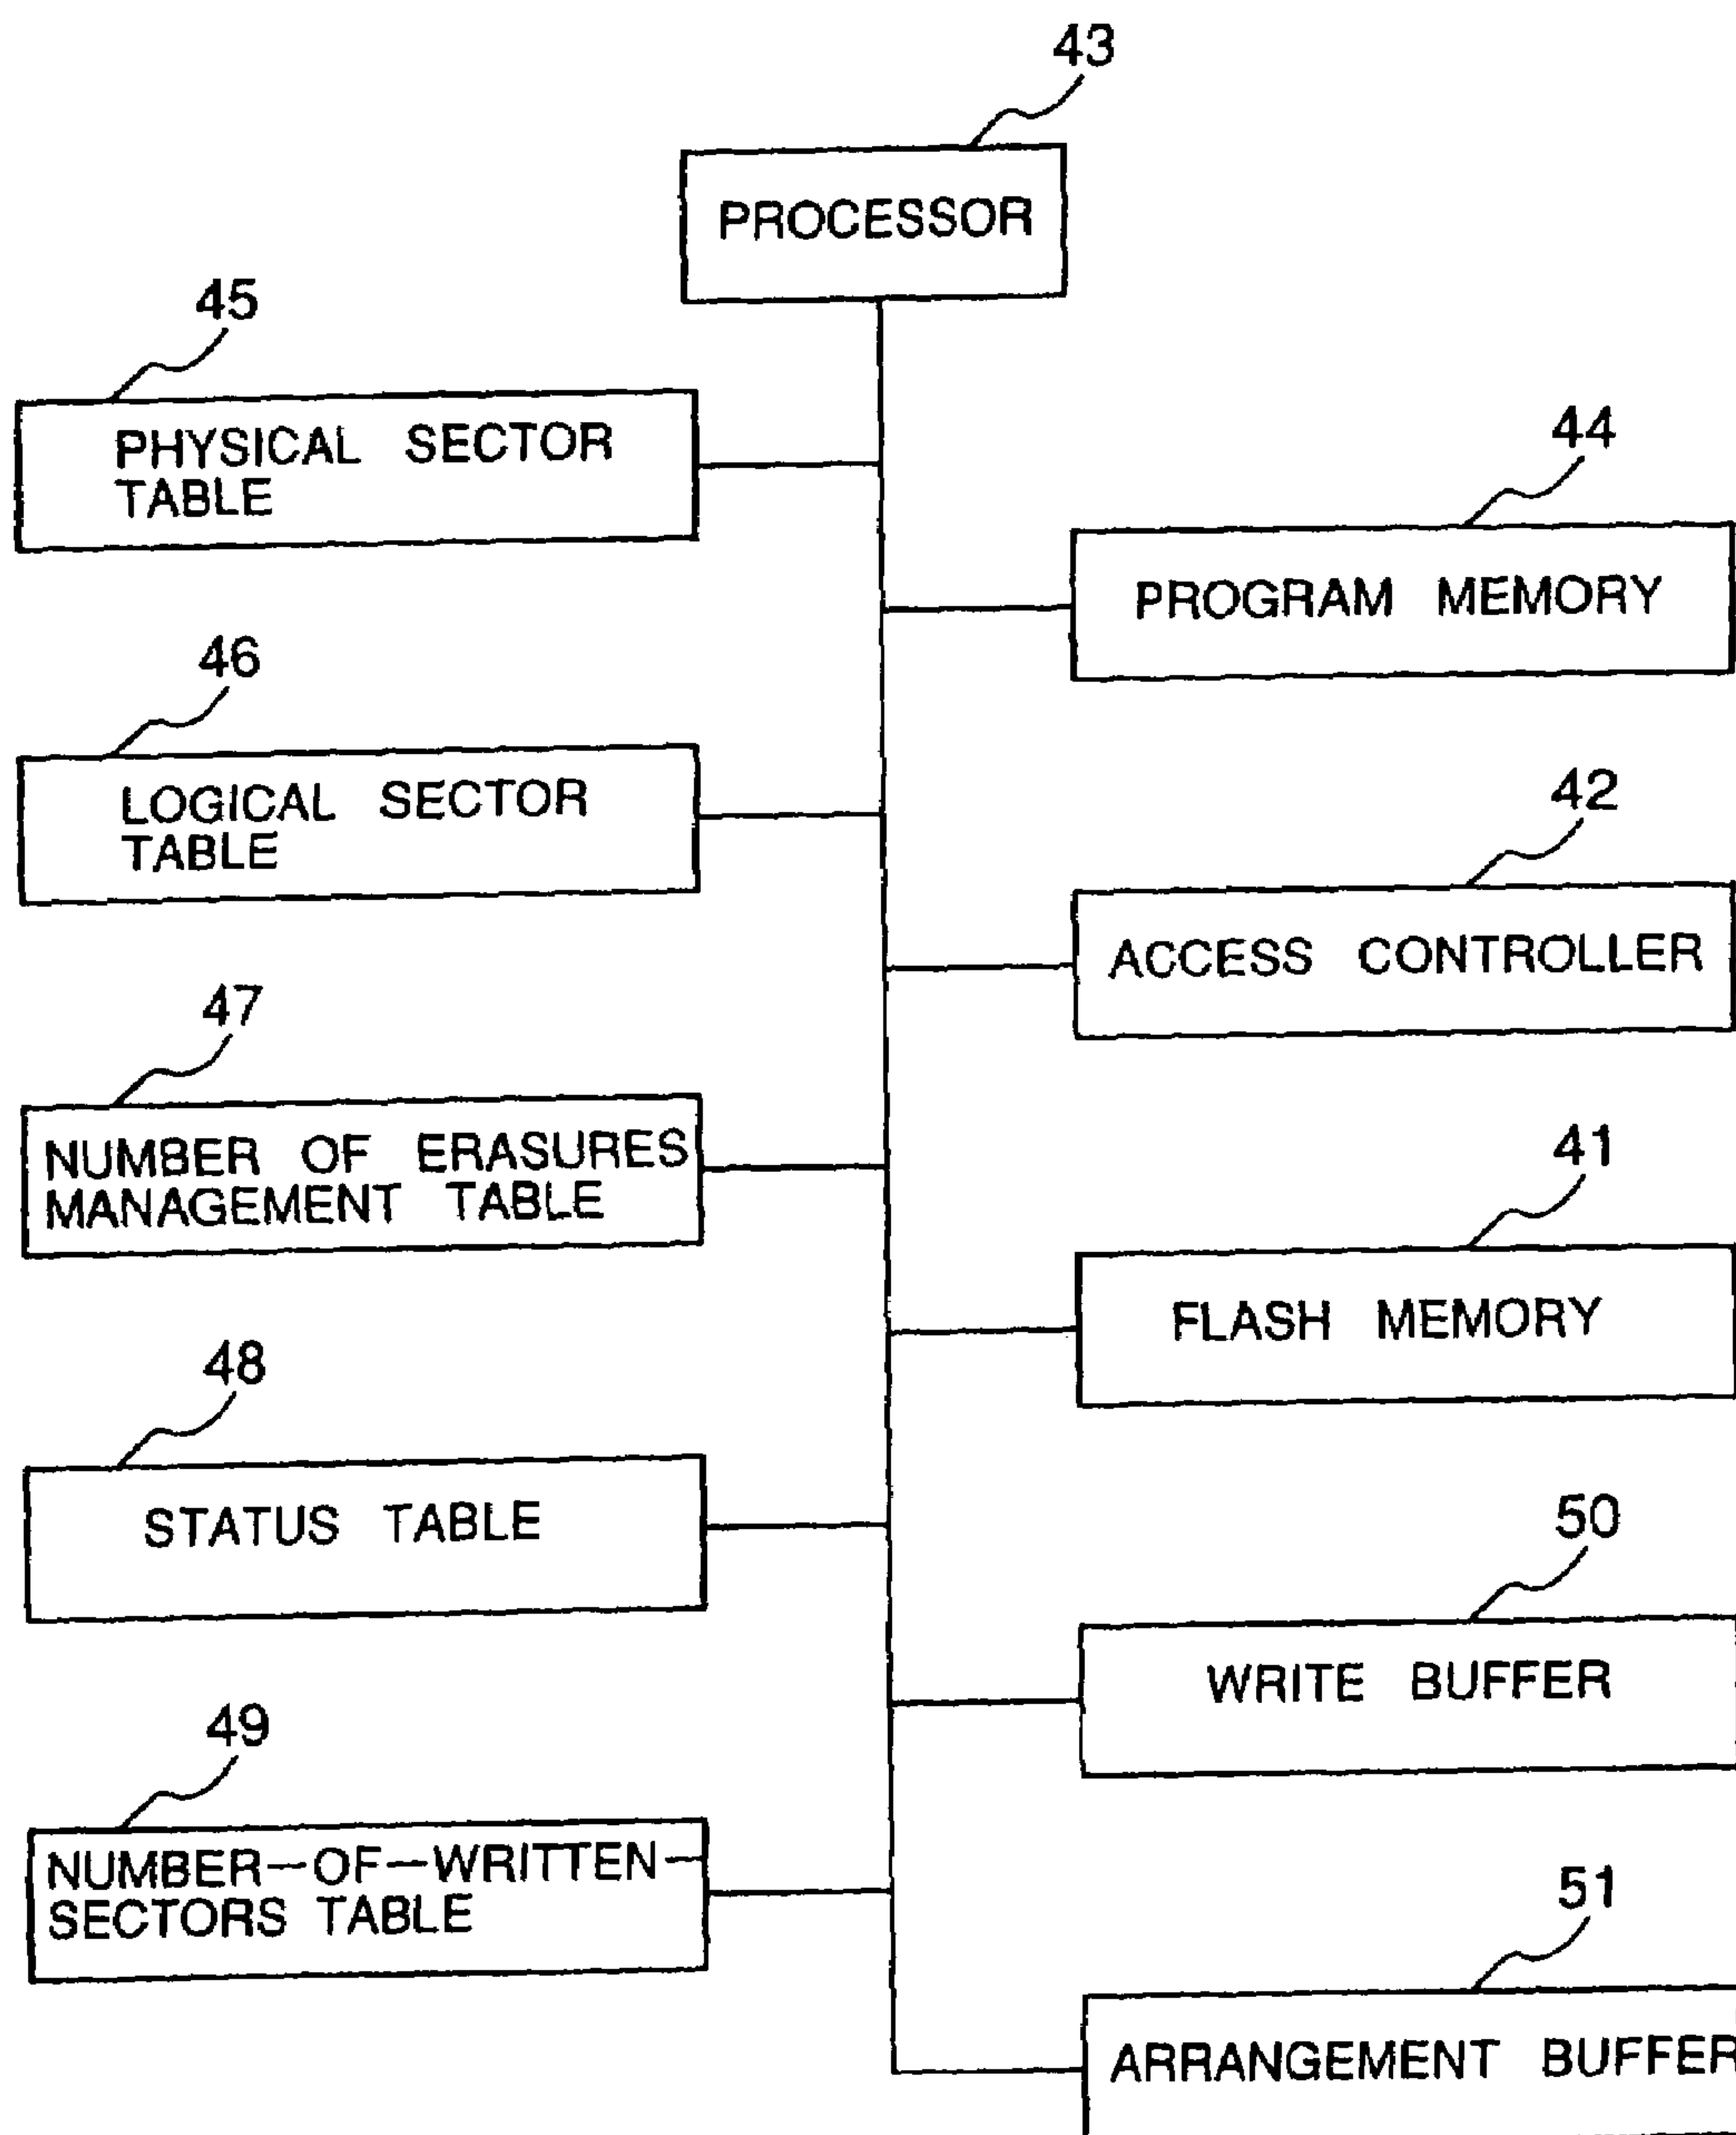 43
PROCESSOR
45
PHYSICAL SECTOR
TABLE
44
PROGRAM MEMORY
46
LOGICAL SECTOR
TABLE
42
ACCESS CONTROLLER
47
NUMBER OF ERASURES
MANAGEMENT TABLE
41
FLASH MEMORY
48
STATUS TABLE
50
WRITE BUFFER
49
NUMBER-OF-WRITTEN-
SECTORS TABLE
51
ARRANGEMENT BUFFER